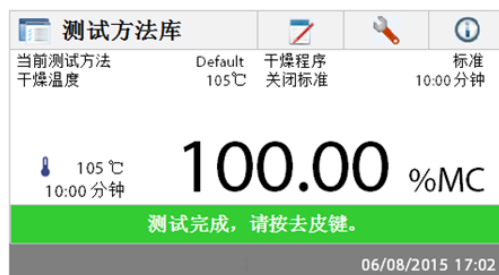 测试方法库
当前测试方法 Default 干燥程序 标准
干燥温度 105℃ 关闭标准 10:00 分钟
105 ℃
10:00 分钟
100.00 %MC
测试完成，请按去皮键。
06/08/2015 17:02